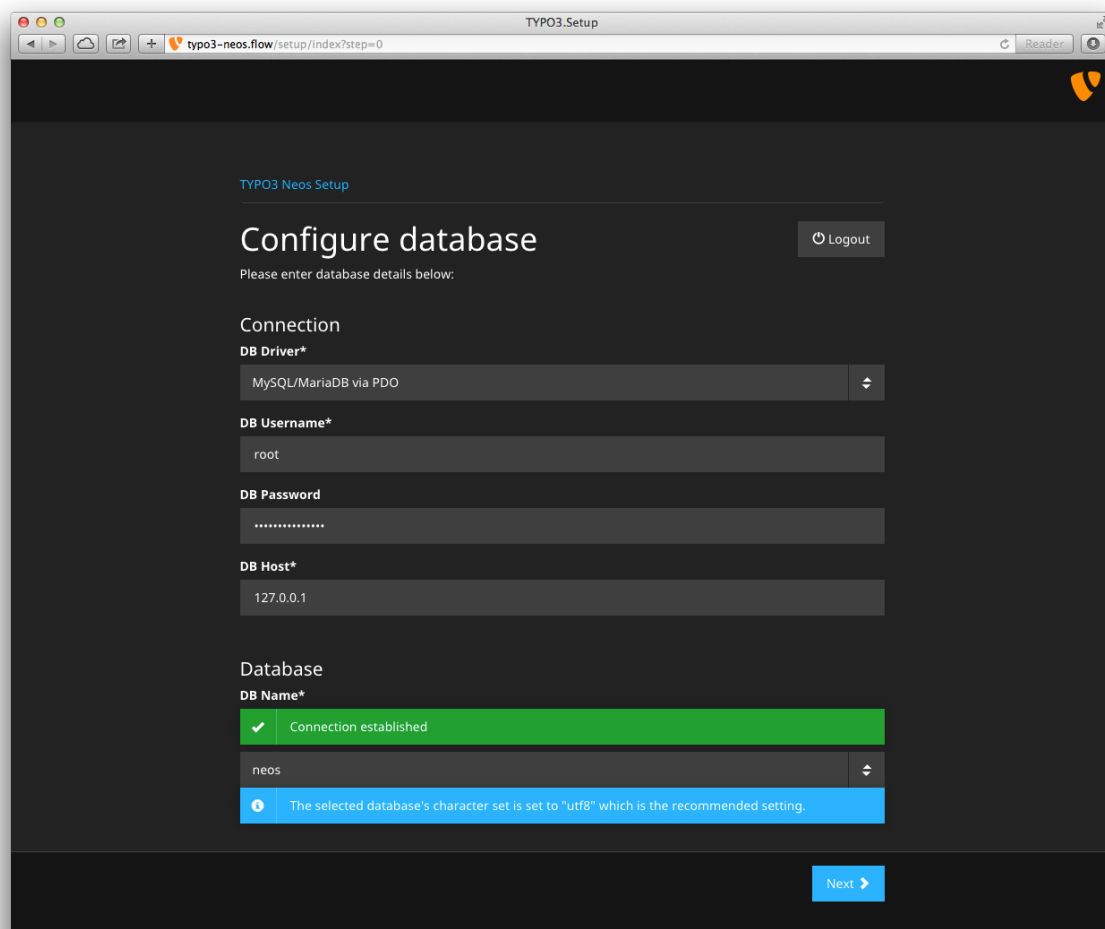 TYPO3.Setup
typo3-neos.flow/setup/index?step=0
Reader
TYPO3 Neos Setup
Configure database
Logout
Please enter database details below:
Connection
DB Driver*
MySQL/MariaDB via PDO
DB Username*
root
DB Password
•••••••••••••••
DB Host*
127.0.0.1
Database
DB Name*
Connection established
neos
The selected database's character set is set to "utf8" which is the recommended setting.
Next